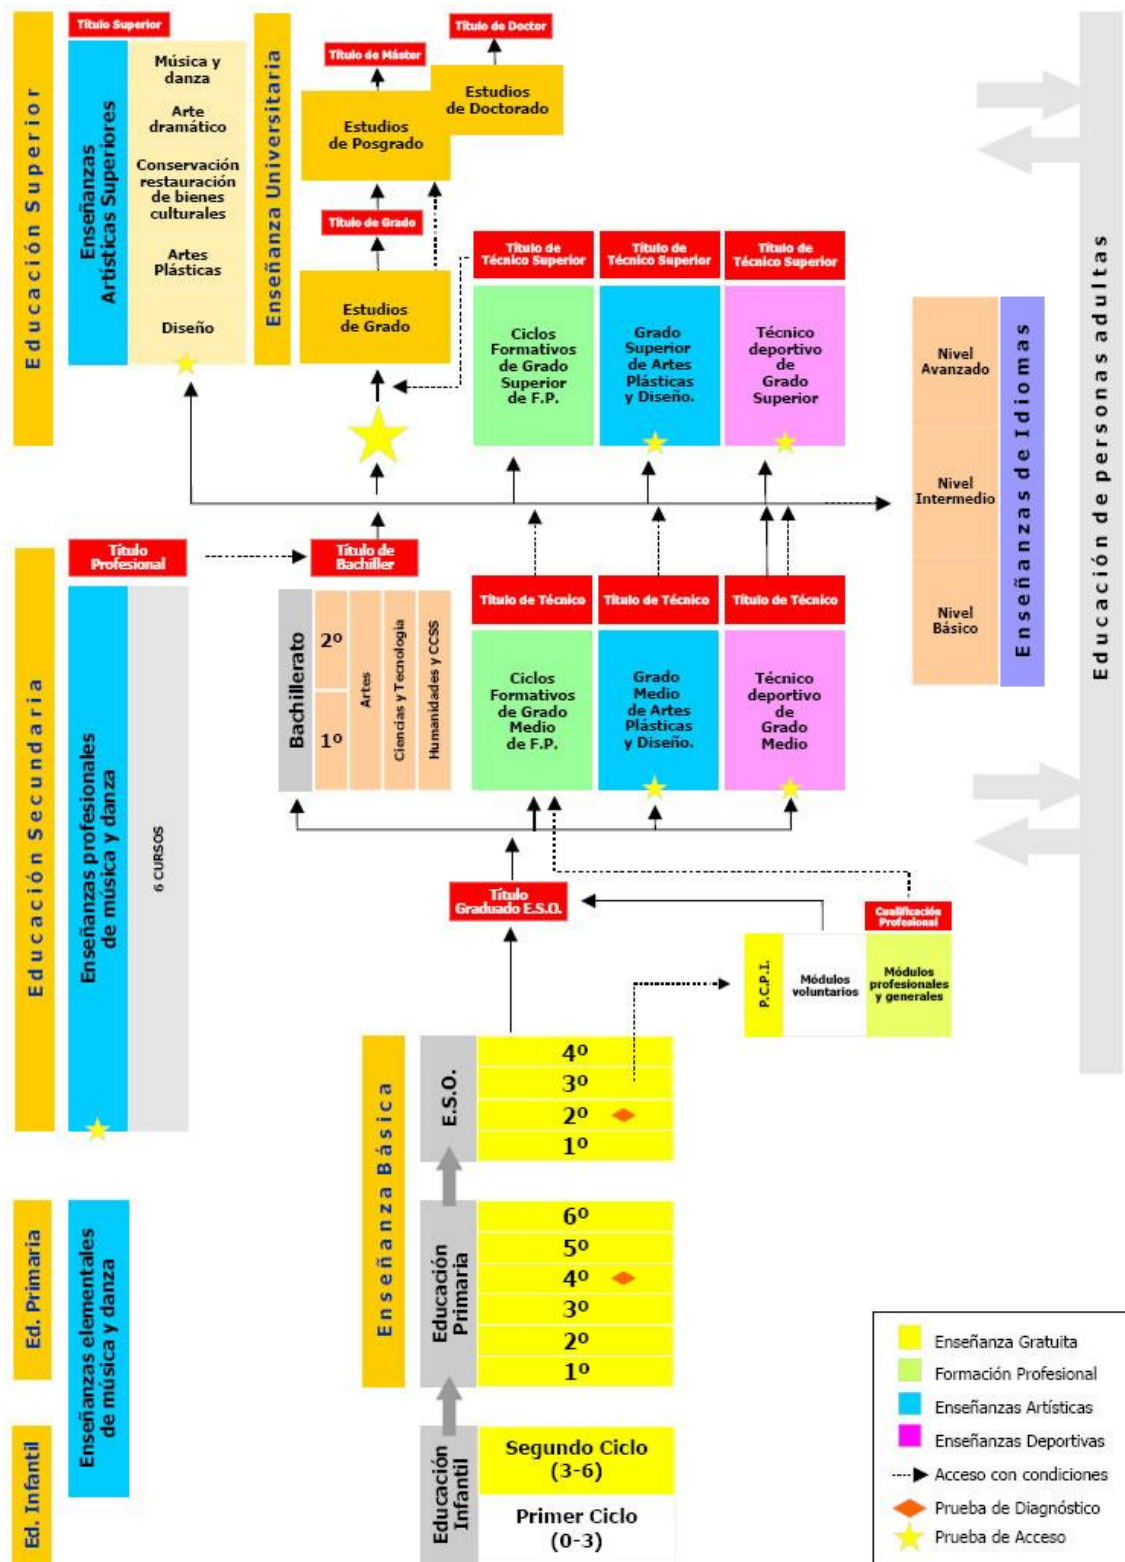 Educación Superior
Título Superior
Enseñanzas
Artísticas Superiores
Música y
danza
Arte
dramático
Conservación
restauración
de bienes
culturales
Artes
Plásticas
Diseño
Enseñanza Universitaria
Título de Máster
Título de Doctor
Estudios
de Posgrado
Estudios
de Doctorado
Título de Grado
Estudios
de Grado
Título de
Técnico Superior
Título de
Técnico Superior
Título de
Técnico Superior
Ciclos
Formativos
de Grado
Superior
de F.P.
Grado
Superior
de Artes
Plásticas
y Diseño.
Técnico
deportivo
de
Grado
Superior
Nivel
Avanzado
Nivel
Intermedio
Nivel
Básico
Enseñanzas de Idiomas
Educación de personas adultas
Educación Secundaria
Título
Profesional
Enseñanzas profesionales
de música y danza
6 CURSOS
Título de
Bachiller
Bachillerato
2º
1º
Artes
Ciencias y Tecnología
Humanidades y CCSS
Título de Técnico
Título de Técnico
Título de Técnico
Ciclos
Formativos
de Grado
Medio
de F.P.
Grado
Medio
de Artes
Plásticas
y Diseño.
Técnico
deportivo
de
Grado
Medio
Título
Graduado E.S.O.
Cualificación
Profesional
P.C.P.I.
Módulos
voluntarios
Módulos
profesionales
y generales
Enseñanza Básica
E.S.O.
4º
3º
2º
1º
Ed. Primaria
Enseñanzas elementales
de música y danza
Educación
Primaria
6º
5º
4º
3º
2º
1º
Ed. Infantil
Educación
Infantil
Segundo Ciclo
(3-6)
Primer Ciclo
(0-3)
Enseñanza Gratuita
Formación Profesional
Enseñanzas Artísticas
Enseñanzas Deportivas
Acceso con condiciones
Prueba de Diagnóstico
Prueba de Acceso